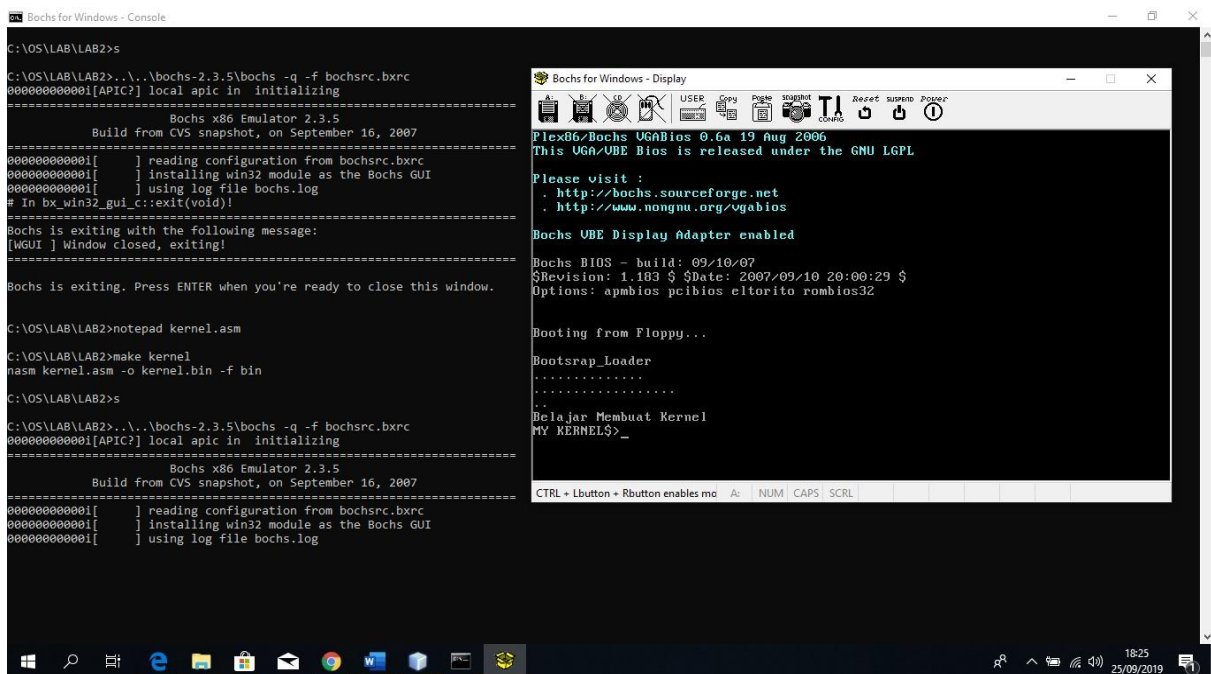 Bochs for Windows - Console
C:\OS\LAB\LAB2>s
C:\OS\LAB\LAB2>..\..\bochs-2.3.5\bochs -q -f bochsrc.bxrc
00000000000i[APIC?] local apic in  initializing
========================================================================
Bochs x86 Emulator 2.3.5
Build from CVS snapshot, on September 16, 2007
========================================================================
00000000000i[     ] reading configuration from bochsrc.bxrc
00000000000i[     ] installing win32 module as the Bochs GUI
00000000000i[     ] using log file bochs.log
# In bx_win32_gui_c::exit(void)!
========================================================================
Bochs is exiting with the following message:
[WGUI ] Window closed, exiting!
========================================================================
Bochs is exiting. Press ENTER when you're ready to close this window.
C:\OS\LAB\LAB2>notepad kernel.asm
C:\OS\LAB\LAB2>make kernel
nasm kernel.asm -o kernel.bin -f bin
C:\OS\LAB\LAB2>s
C:\OS\LAB\LAB2>..\..\bochs-2.3.5\bochs -q -f bochsrc.bxrc
00000000000i[APIC?] local apic in  initializing
========================================================================
Bochs x86 Emulator 2.3.5
Build from CVS snapshot, on September 16, 2007
========================================================================
00000000000i[     ] reading configuration from bochsrc.bxrc
00000000000i[     ] installing win32 module as the Bochs GUI
00000000000i[     ] using log file bochs.log
Bochs for Windows - Display
A: B: CD USER Copy Paste snapshot CONFIG Reset SUSPEND Power
Plex86/Bochs VGABios 0.6a 19 Aug 2006
This VGA/VBE Bios is released under the GNU LGPL
Please visit :
. http://bochs.sourceforge.net
. http://www.nongnu.org/vgabios
Bochs VBE Display Adapter enabled
Bochs BIOS - build: 09/10/07
$Revision: 1.183 $ $Date: 2007/09/10 20:00:29 $
Options: apmbios pcibios eltorito rombios32
Booting from Floppy...
Bootsrap_Loader
..............
.................
..
Belajar Membuat Kernel
MY KERNEL$>_
CTRL + Lbutton + Rbutton enables mo A: NUM CAPS SCRL
18:25
25/09/2019